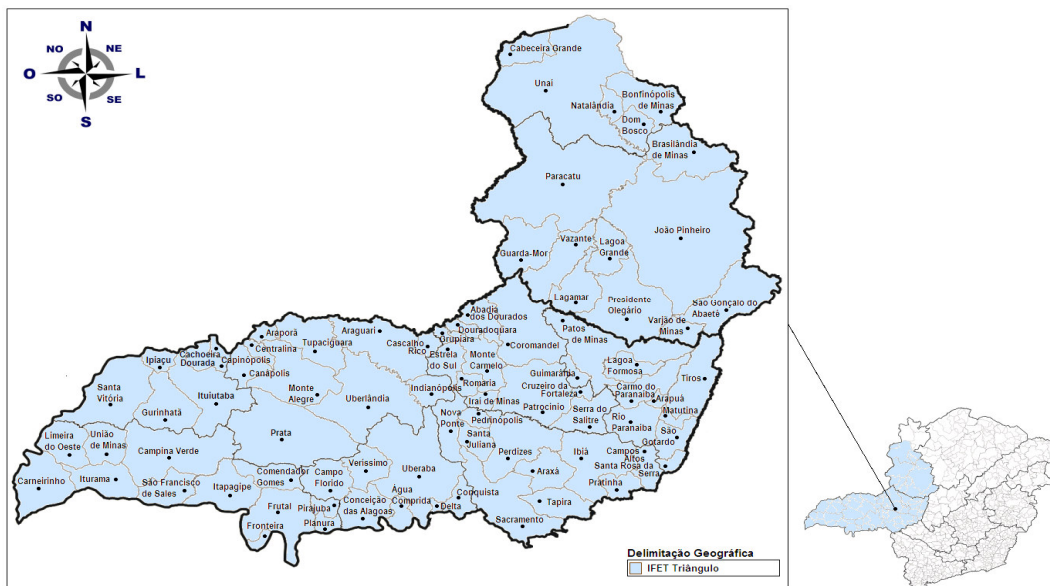 N
NO
NE
O
L
SO
SE
S
Cabeceira Grande
Unaí
Natalândia
Bonfinópolis
de Minas
Dom
Bosco
Brasilândia
de Minas
Paracatu
João Pinheiro
Vazante
Lagoa
Grande
Guarda-Mor
Lagamar
Presidente
Olegário
São Gonçalo do
Abaeté
Varjão de
Minas
Abadia
dos Dourados
Douradoquara
Grupiara
Patos
de Minas
Coromandel
Araporã
Araguari
Cascalho
Rico
Estrela
do Sul
Monte
Carmelo
Centralina
Tupaciguara
Cachoeira
Dourada
Ipiaçu
Capinópolis
Canápolis
Lagoa
Formosa
Guimarânia
Cruzeiro da
Fortaleza
Tiros
Romaria
Santa
Vitória
Ituiutaba
Monte
Alegre
Uberlândia
Indianópolis
Iraí de Minas
Carmo do
Paranaíba
Arapuá
Matutina
Gurinhatã
Nova
Ponte
Pedrinópolis
Patrocínio
Serra do
Salitre
Rio
Paranaíba
São
Gotardo
Limeira
do Oeste
União
de Minas
Prata
Santa
Juliana
Campina Verde
Perdizes
Ibiá
Campos
Altos
Santa Rosa da
Serra
Carneirinho
Iturama
São Francisco
de Sales
Itapagipe
Comendador
Gomes
Campo
Florido
Veríssimo
Uberaba
Araxá
Pratinha
Frutal
Pirajuba
Conceição
das Alagoas
Água
Comprida
Conquista
Delta
Tapira
Fronteira
Planura
Sacramento
Delimitação Geográfica
IFET Triângulo